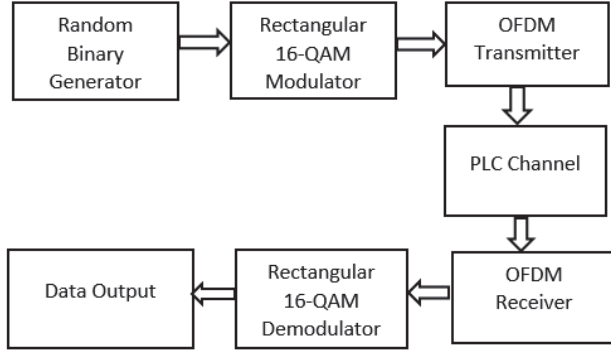 Random
Binary
Generator
Rectangular
16-QAM
Modulator
OFDM
Transmitter
PLC Channel
OFDM
Receiver
Rectangular
16-QAM
Demodulator
Data Output